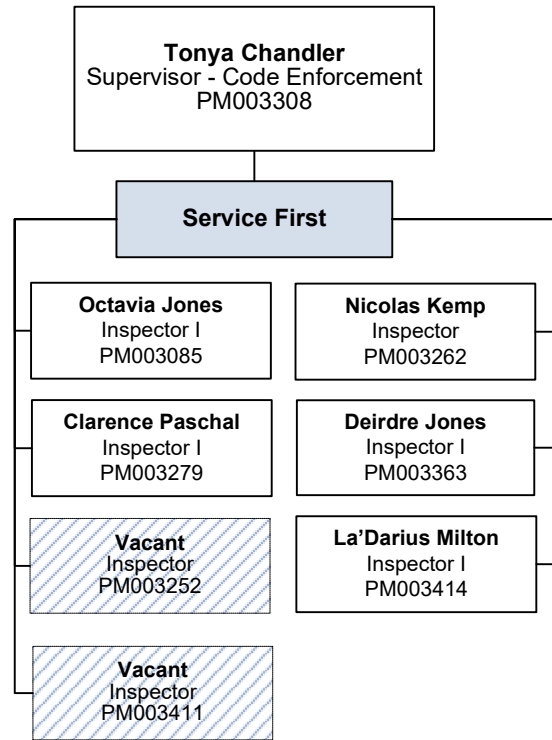 Tonya Chandler
Supervisor - Code Enforcement
PM003308
Service First
Octavia Jones
Inspector I
PM003085
Clarence Paschal
Inspector I
PM003279
Vacant
Inspector
PM003252
Vacant
Inspector
PM003411
Nicolas Kemp
Inspector
PM003262
Deirdre Jones
Inspector I
PM003363
La’Darius Milton
Inspector I
PM003414